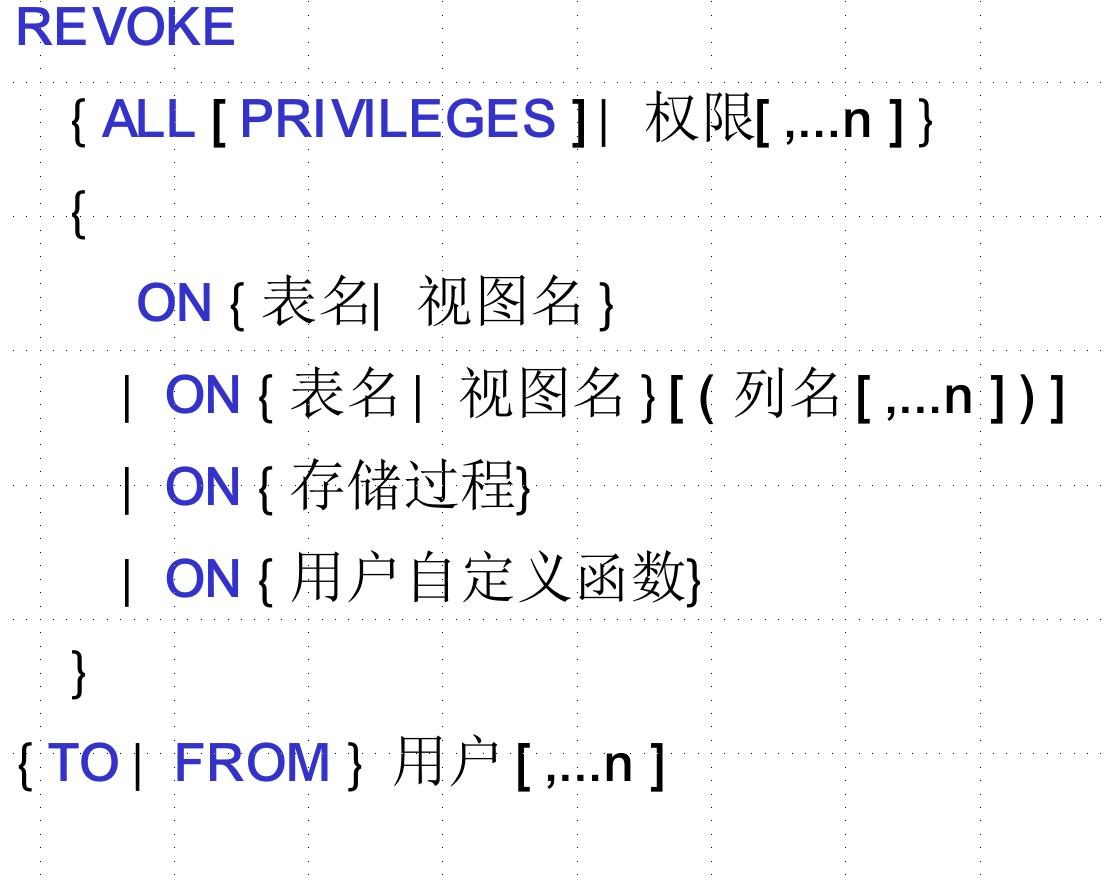 REVOKE
{ ALL [ PRIVILEGES ] | 权限[ ,...n ] }
{
ON { 表名| 视图名 }
| ON { 表名 | 视图名 } [ ( 列名 [ ,...n ] ) ]
| ON { 存储过程}
| ON { 用户自定义函数}
}
{ TO | FROM } 用户 [ ,...n ]